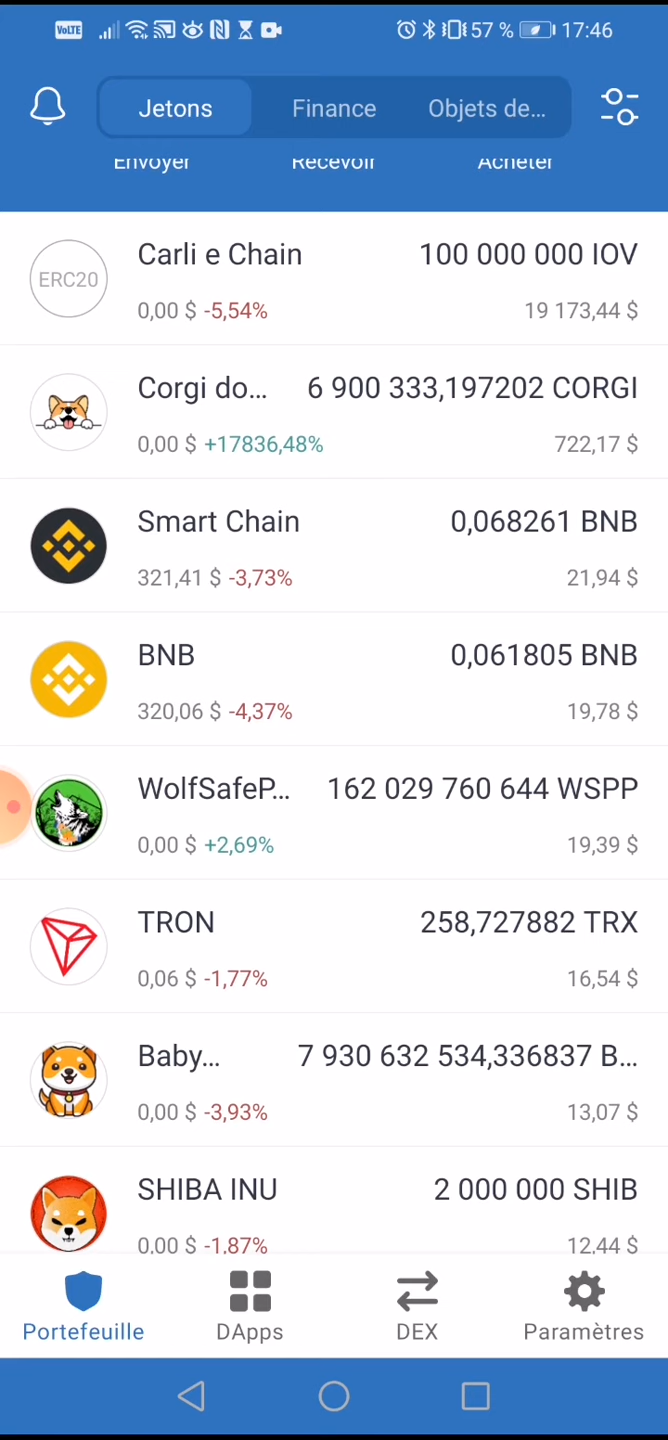 VoLTE 57 % 17:46
Jetons Finance Objets de...
Envoyer Recevoir Acheter
ERC20
Carli e Chain 100 000 000 IOV
0,00 $ -5,54% 19 173,44 $
Corgi do... 6 900 333,197202 CORGI
0,00 $ +17836,48% 722,17 $
Smart Chain 0,068261 BNB
321,41 $ -3,73% 21,94 $
BNB 0,061805 BNB
320,06 $ -4,37% 19,78 $
WolfSafeP... 162 029 760 644 WSPP
0,00 $ +2,69% 19,39 $
TRON 258,727882 TRX
0,06 $ -1,77% 16,54 $
Baby... 7 930 632 534,336837 B...
0,00 $ -3,93% 13,07 $
SHIBA INU 2 000 000 SHIB
0,00 $ -1,87% 12,44 $
Portefeuille DApps DEX Paramètres